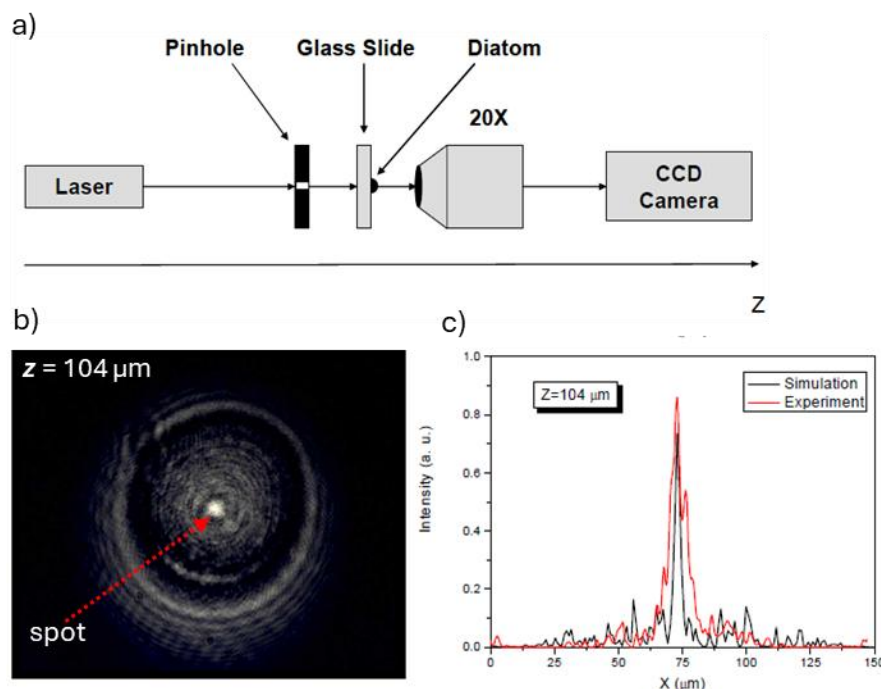 a)
Pinhole Glass Slide Diatom
20X
Laser
CCD
Camera
Z
b)
z = 104 µm
spot
c)
1.0
0.8
0.6
0.4
0.2
0.0
Intensity (a. u.)
Z=104 µm
Simulation
Experiment
0 25 50 75 100 125 150
X (µm)